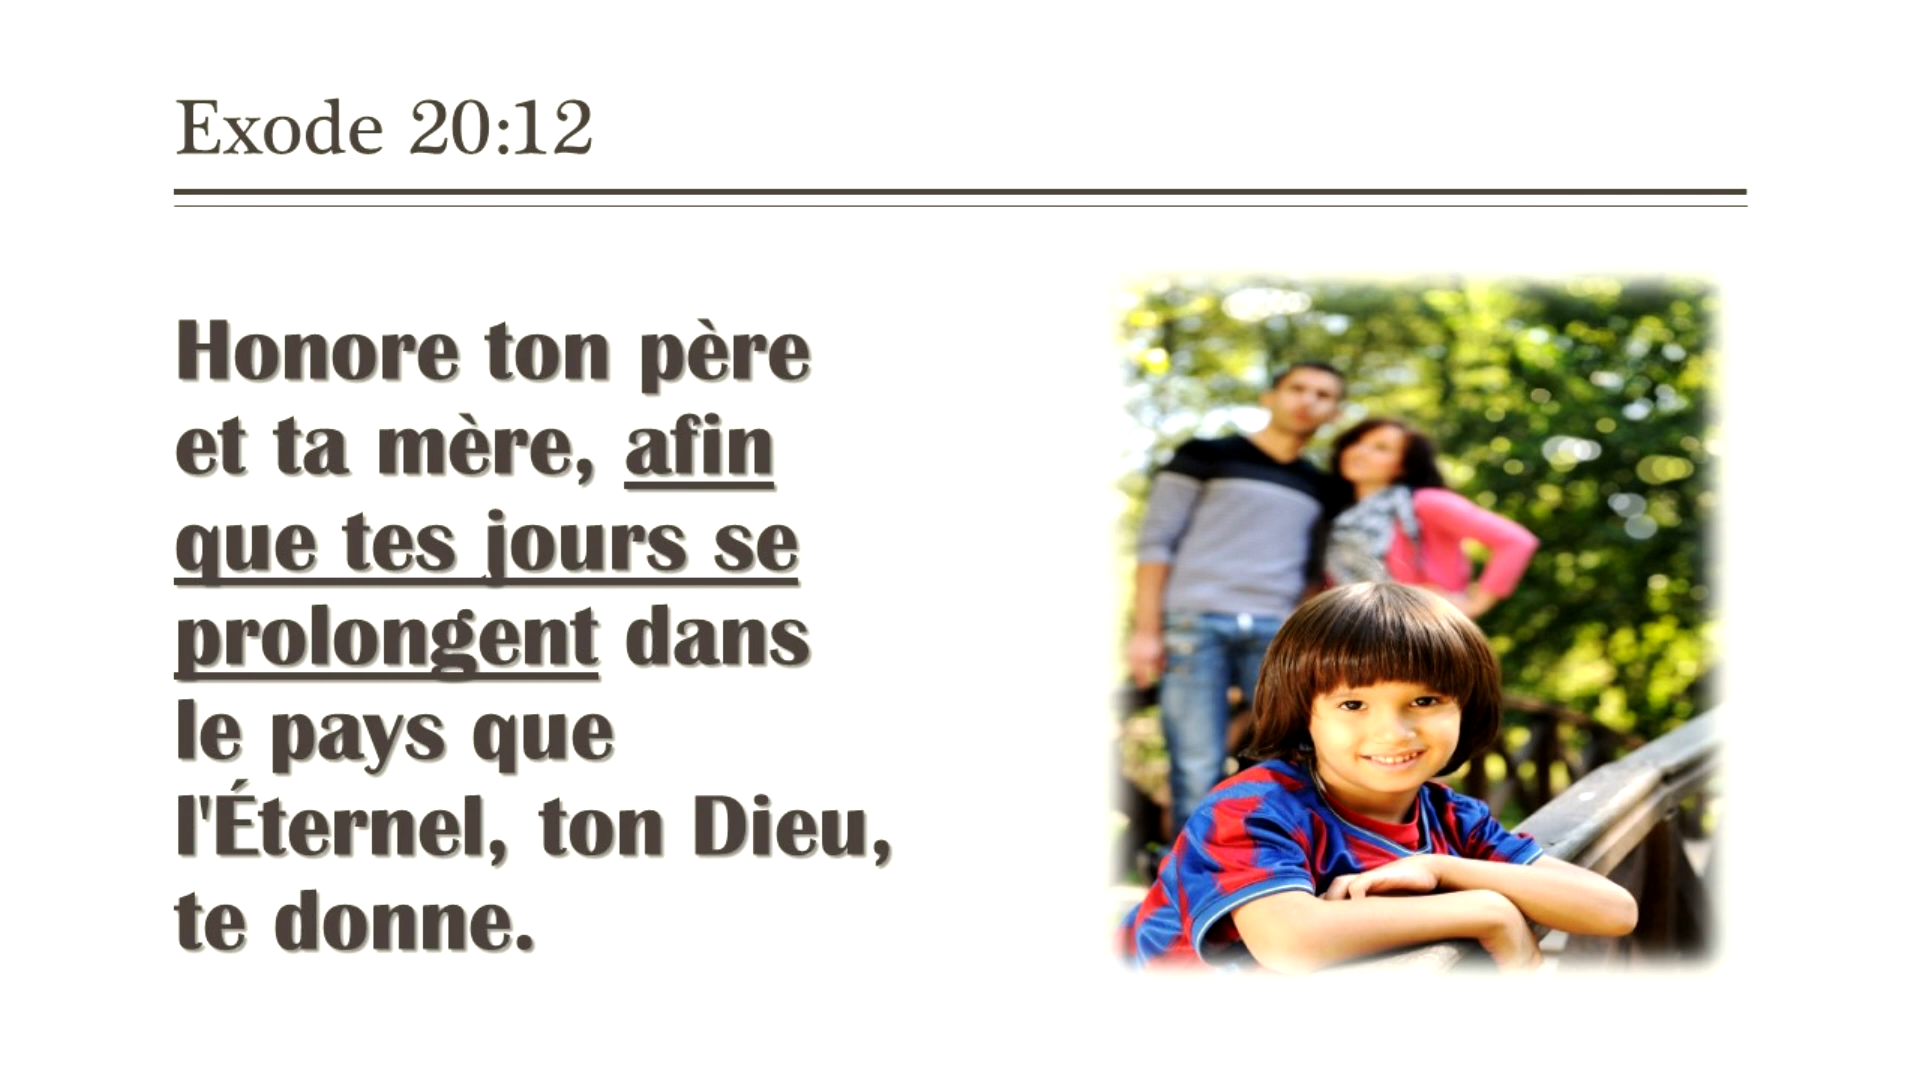 Exode 20:12
Honore ton père
et ta mère, afin
que tes jours se
prolongent dans
le pays que
l'Éternel, ton Dieu,
te donne.